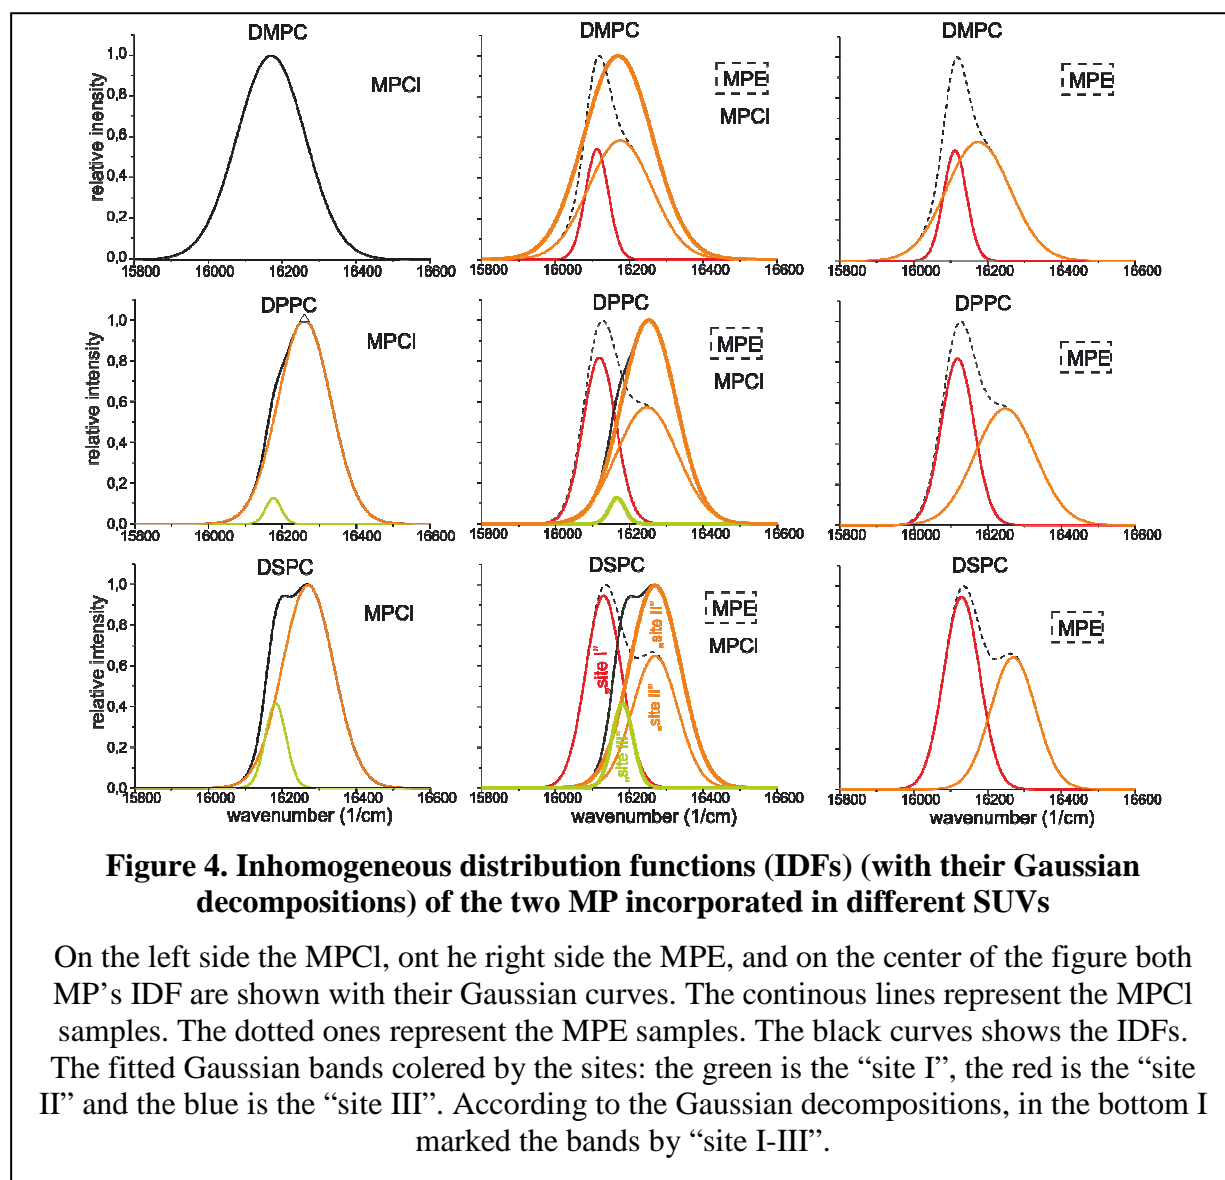 DMPC
DMPC
DMPC
MPCl
MPE
MPCl
MPE
relative inensity
1,0
0,8
0,6
0,4
0,2
0,0
15800 16000 16200 16400 16600
15800 16000 16200 16400 16600
15800 16000 16200 16400 16600
DPPC
DPPC
DPPC
MPCl
MPE
MPCl
MPE
relative intensity
1,0
0,8
0,6
0,4
0,2
0,0
15800 16000 16200 16400 16600
15800 16000 16200 16400 16600
15800 16000 16200 16400 16600
DSPC
DSPC
DSPC
MPCl
MPE
MPCl
MPE
relative intensity
1,0
0,8
0,6
0,4
0,2
0,0
„site I”
„site II”
„site II”
„site III”
15800 16000 16200 16400 16600
15800 16000 16200 16400 16600
15800 16000 16200 16400 16600
wavenumber (1/cm)
wavenumber (1/cm)
wavenumber (1/cm)
Figure 4. Inhomogeneous distribution functions (IDFs) (with their Gaussian
decompositions) of the two MP incorporated in different SUVs
On the left side the MPCl, ont he right side the MPE, and on the center of the figure both
MP’s IDF are shown with their Gaussian curves. The continous lines represent the MPCl
samples. The dotted ones represent the MPE samples. The black curves shows the IDFs.
The fitted Gaussian bands colered by the sites: the green is the “site I”, the red is the “site
II” and the blue is the “site III”. According to the Gaussian decompositions, in the bottom I
marked the bands by “site I-III”.